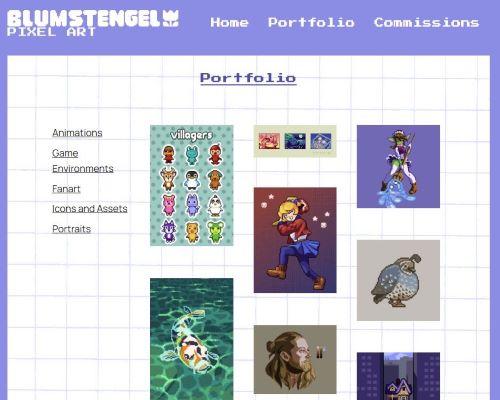 BLUMSTENGEL
PIXEL ART
Home Portfolio Commissions
Portfolio
Animations
Game
Environments
Fanart
Icons and Assets
Portraits
villagers